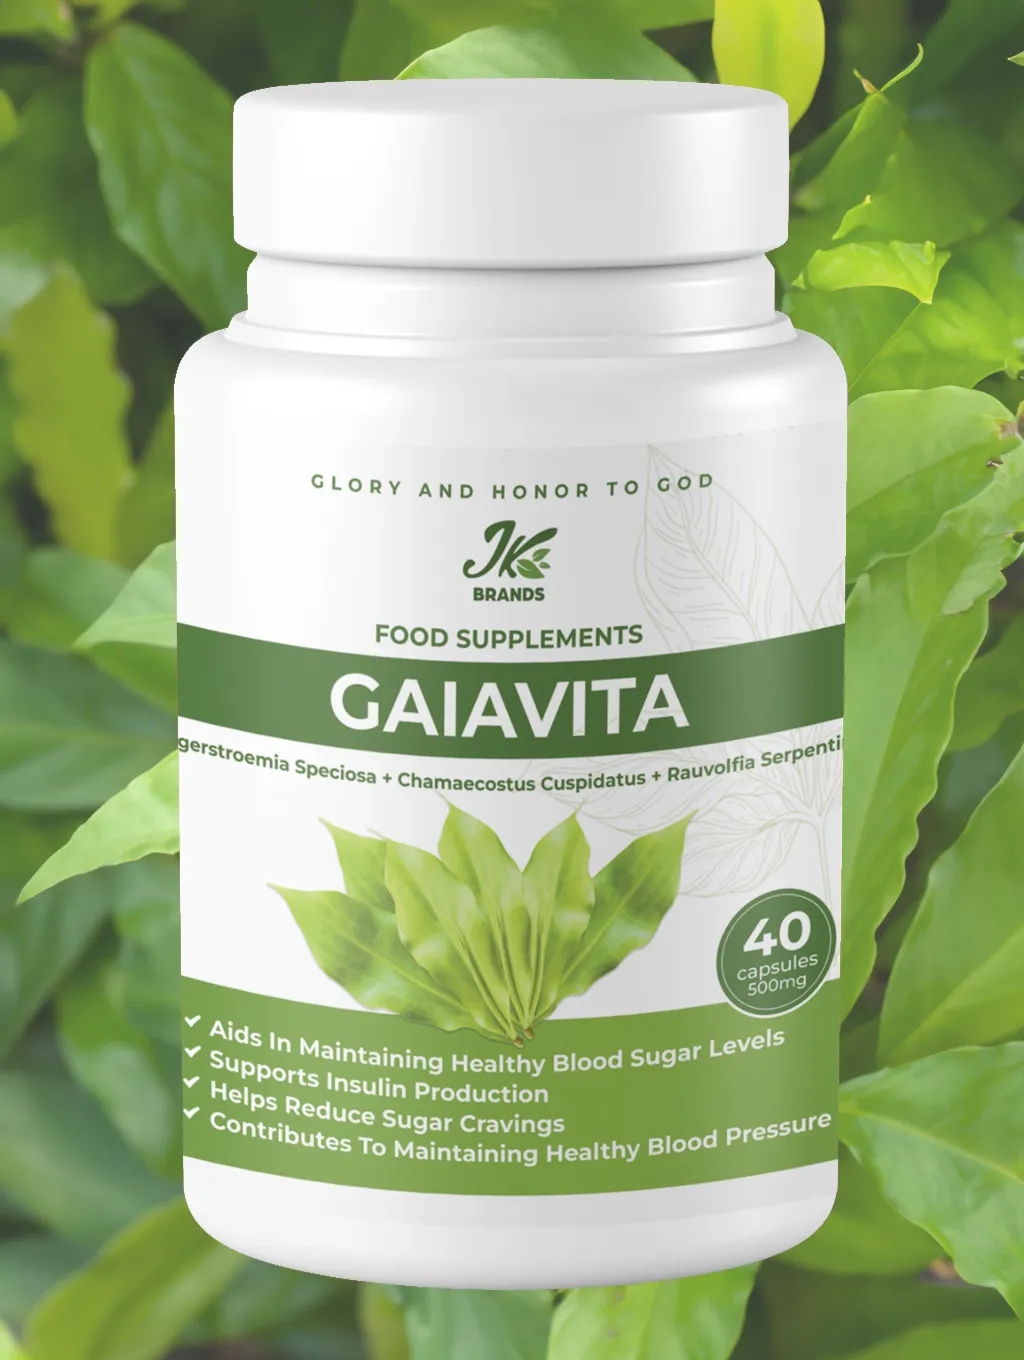 GLORY AND HONOR TO GOD
JK
BRANDS
FOOD SUPPLEMENTS
GAIAVITA
gerstroemia Speciosa + Chamaecostus Cuspidatus + Rauvolfia Serpenti
40
capsules
500mg
Aids In Maintaining Healthy Blood Sugar Levels
Supports Insulin Production
Helps Reduce Sugar Cravings
Contributes To Maintaining Healthy Blood Pressure